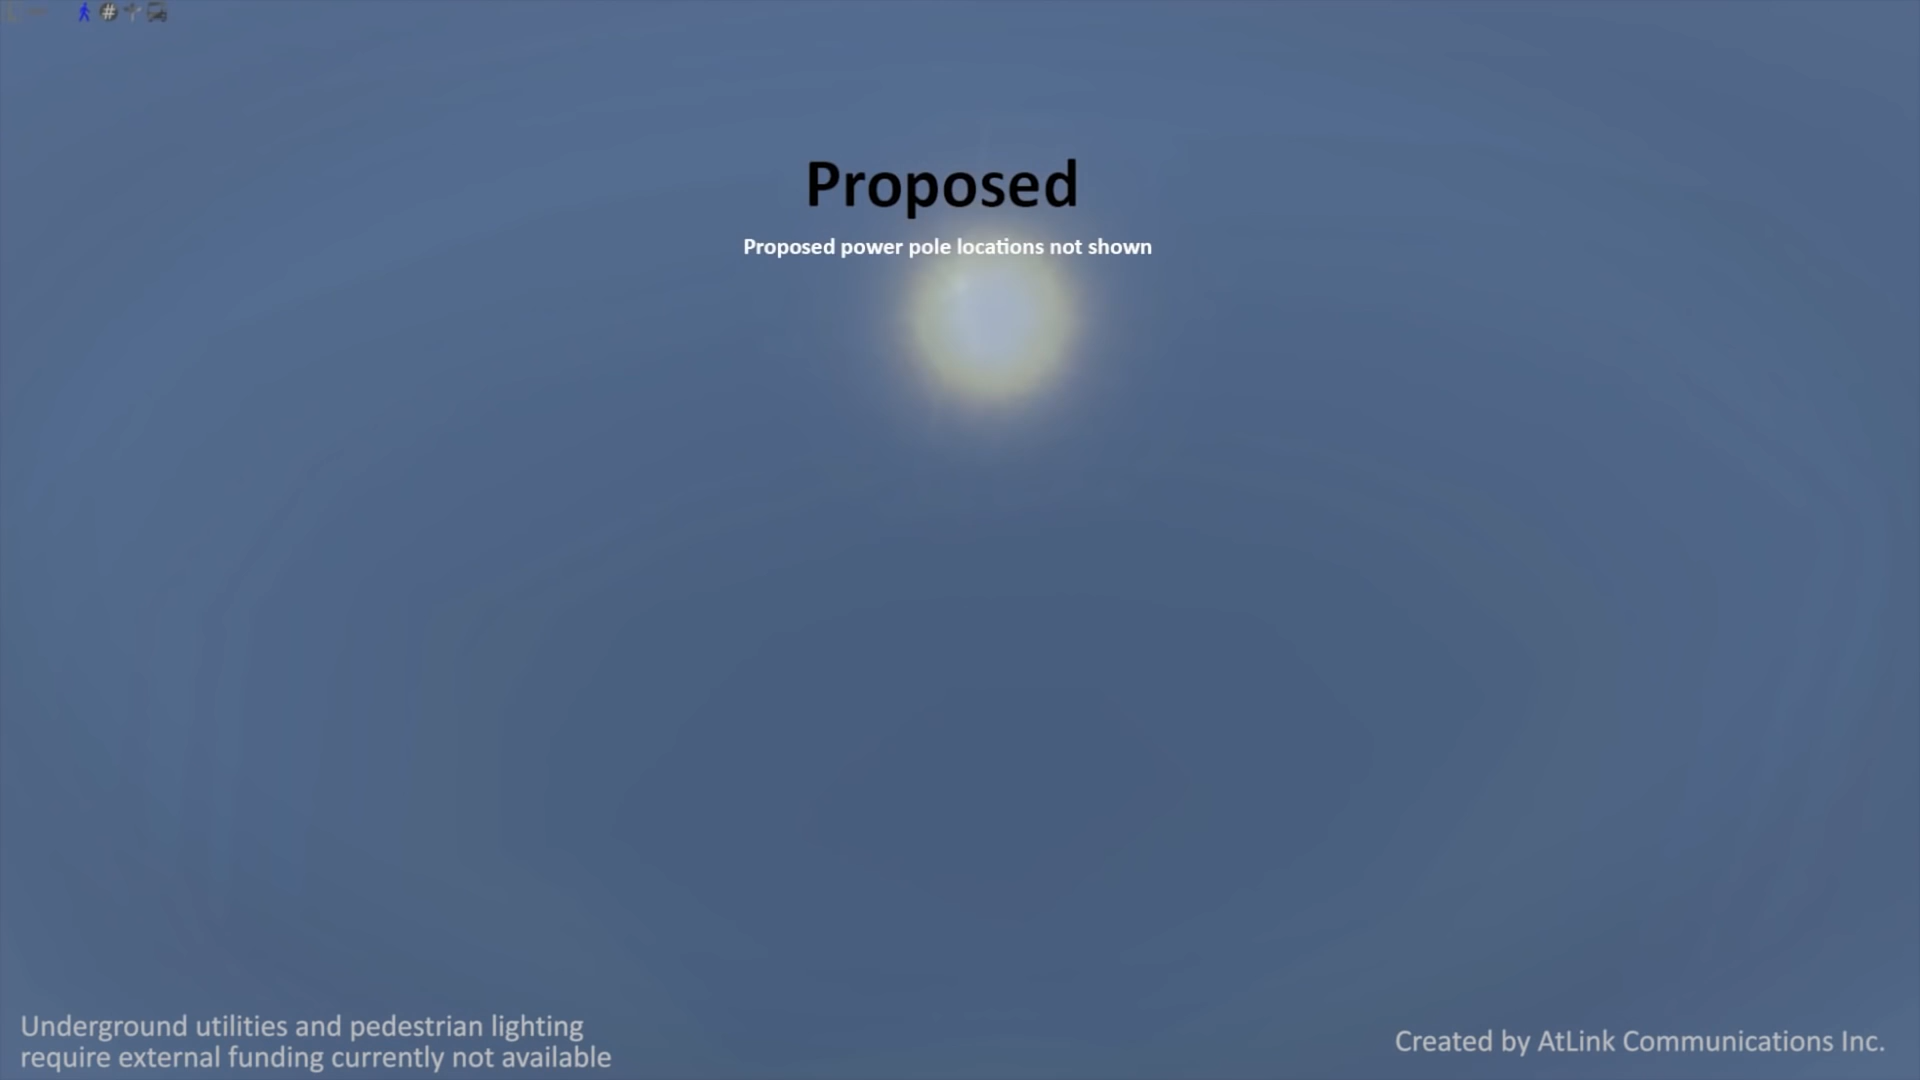 Proposed
Proposed power pole locations not shown
Underground utilities and pedestrian lighting
require external funding currently not available
Created by AtLink Communications Inc.